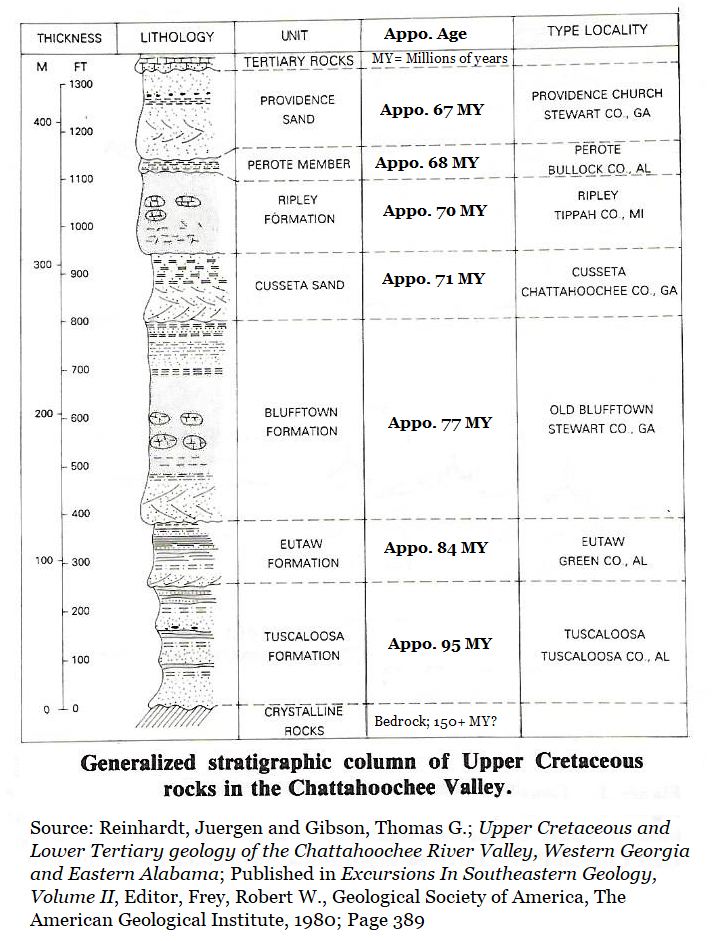 THICKNESS
LITHOLOGY
UNIT
Appo. Age
TYPE LOCALITY
M FT
TERTIARY ROCKS
MY= Millions of years
1300
PROVIDENCE
SAND
Appo. 67 MY
PROVIDENCE CHURCH
STEWART CO., GA
400
1200
PEROTE MEMBER
Appo. 68 MY
PEROTE
BULLOCK CO., AL
1100
RIPLEY
FORMATION
Appo. 70 MY
RIPLEY
TIPPAH CO., MI
1000
300
900
CUSSETA SAND
Appo. 71 MY
CUSSETA
CHATTAHOOCHEE CO., GA
800
700
200
600
BLUFFTOWN
FORMATION
Appo. 77 MY
OLD BLUFFTOWN
STEWART CO., GA
500
400
100
300
EUTAW
FORMATION
Appo. 84 MY
EUTAW
GREEN CO., AL
200
TUSCALOOSA
FORMATION
Appo. 95 MY
TUSCALOOSA
TUSCALOOSA CO., AL
100
0 0
CRYSTALLINE
ROCKS
Bedrock; 150+ MY?
Generalized stratigraphic column of Upper Cretaceous
rocks in the Chattahoochee Valley.
Source: Reinhardt, Juergen and Gibson, Thomas G.; Upper Cretaceous and
Lower Tertiary geology of the Chattahoochee River Valley, Western Georgia
and Eastern Alabama; Published in Excursions In Southeastern Geology,
Volume II, Editor, Frey, Robert W., Geological Society of America, The
American Geological Institute, 1980; Page 389